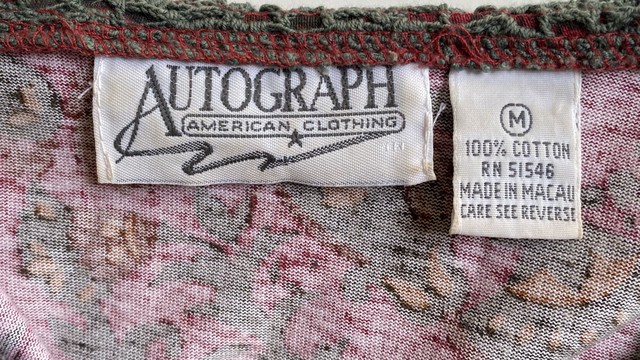 AUTOGRAPH
AMERICAN CLOTHING
M
100% COTTON
RN 51546
MADE IN MACAU
CARE SEE REVERSE